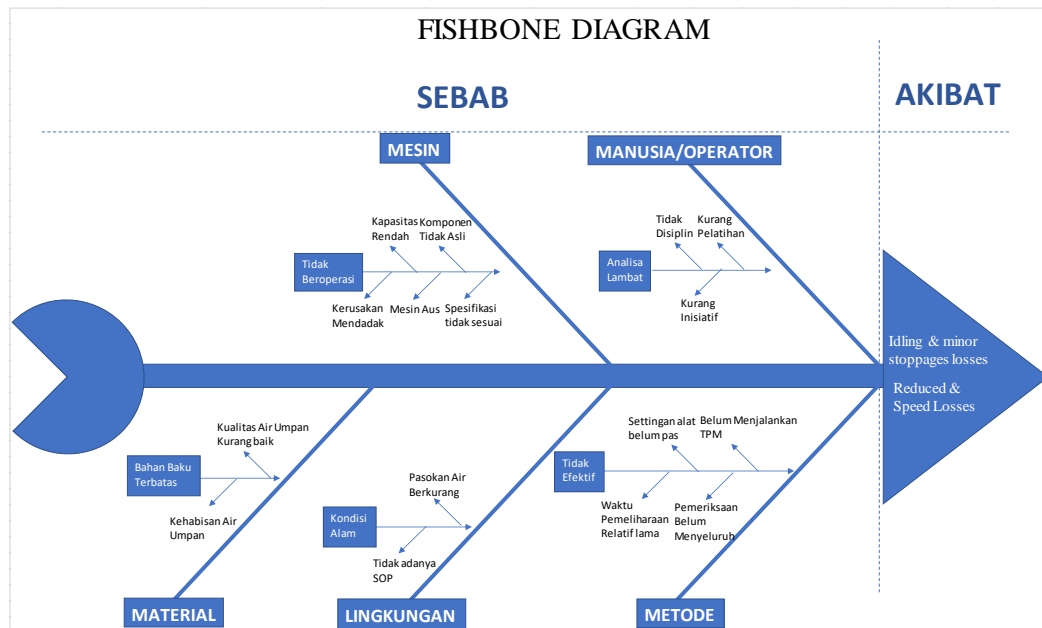 FISHBONE DIAGRAM
SEBAB
AKIBAT
MESIN
MANUSIA/OPERATOR
Kapasitas
Rendah
Komponen
Tidak Asli
Tidak
Beroperasi
Kerusakan
Mendadak
Mesin Aus
Spesifikasi
tidak sesuai
Tidak
Disiplin
Kurang
Pelatihan
Analisa
Lambat
Kurang
Inisiatif
Idling & minor
stoppages losses
Reduced &
Speed Losses
Kualitas Air Umpan
Kurang baik
Bahan Baku
Terbatas
Kehabisan Air
Umpan
Pasokan Air
Berkurang
Kondisi
Alam
Tidak adanya
SOP
Settingan alat
belum pas
Belum Menjalankan
TPM
Tidak
Efektif
Waktu
Pemeliharaan
Relatif lama
Pemeriksaan
Belum
Menyeluruh
MATERIAL
LINGKUNGAN
METODE